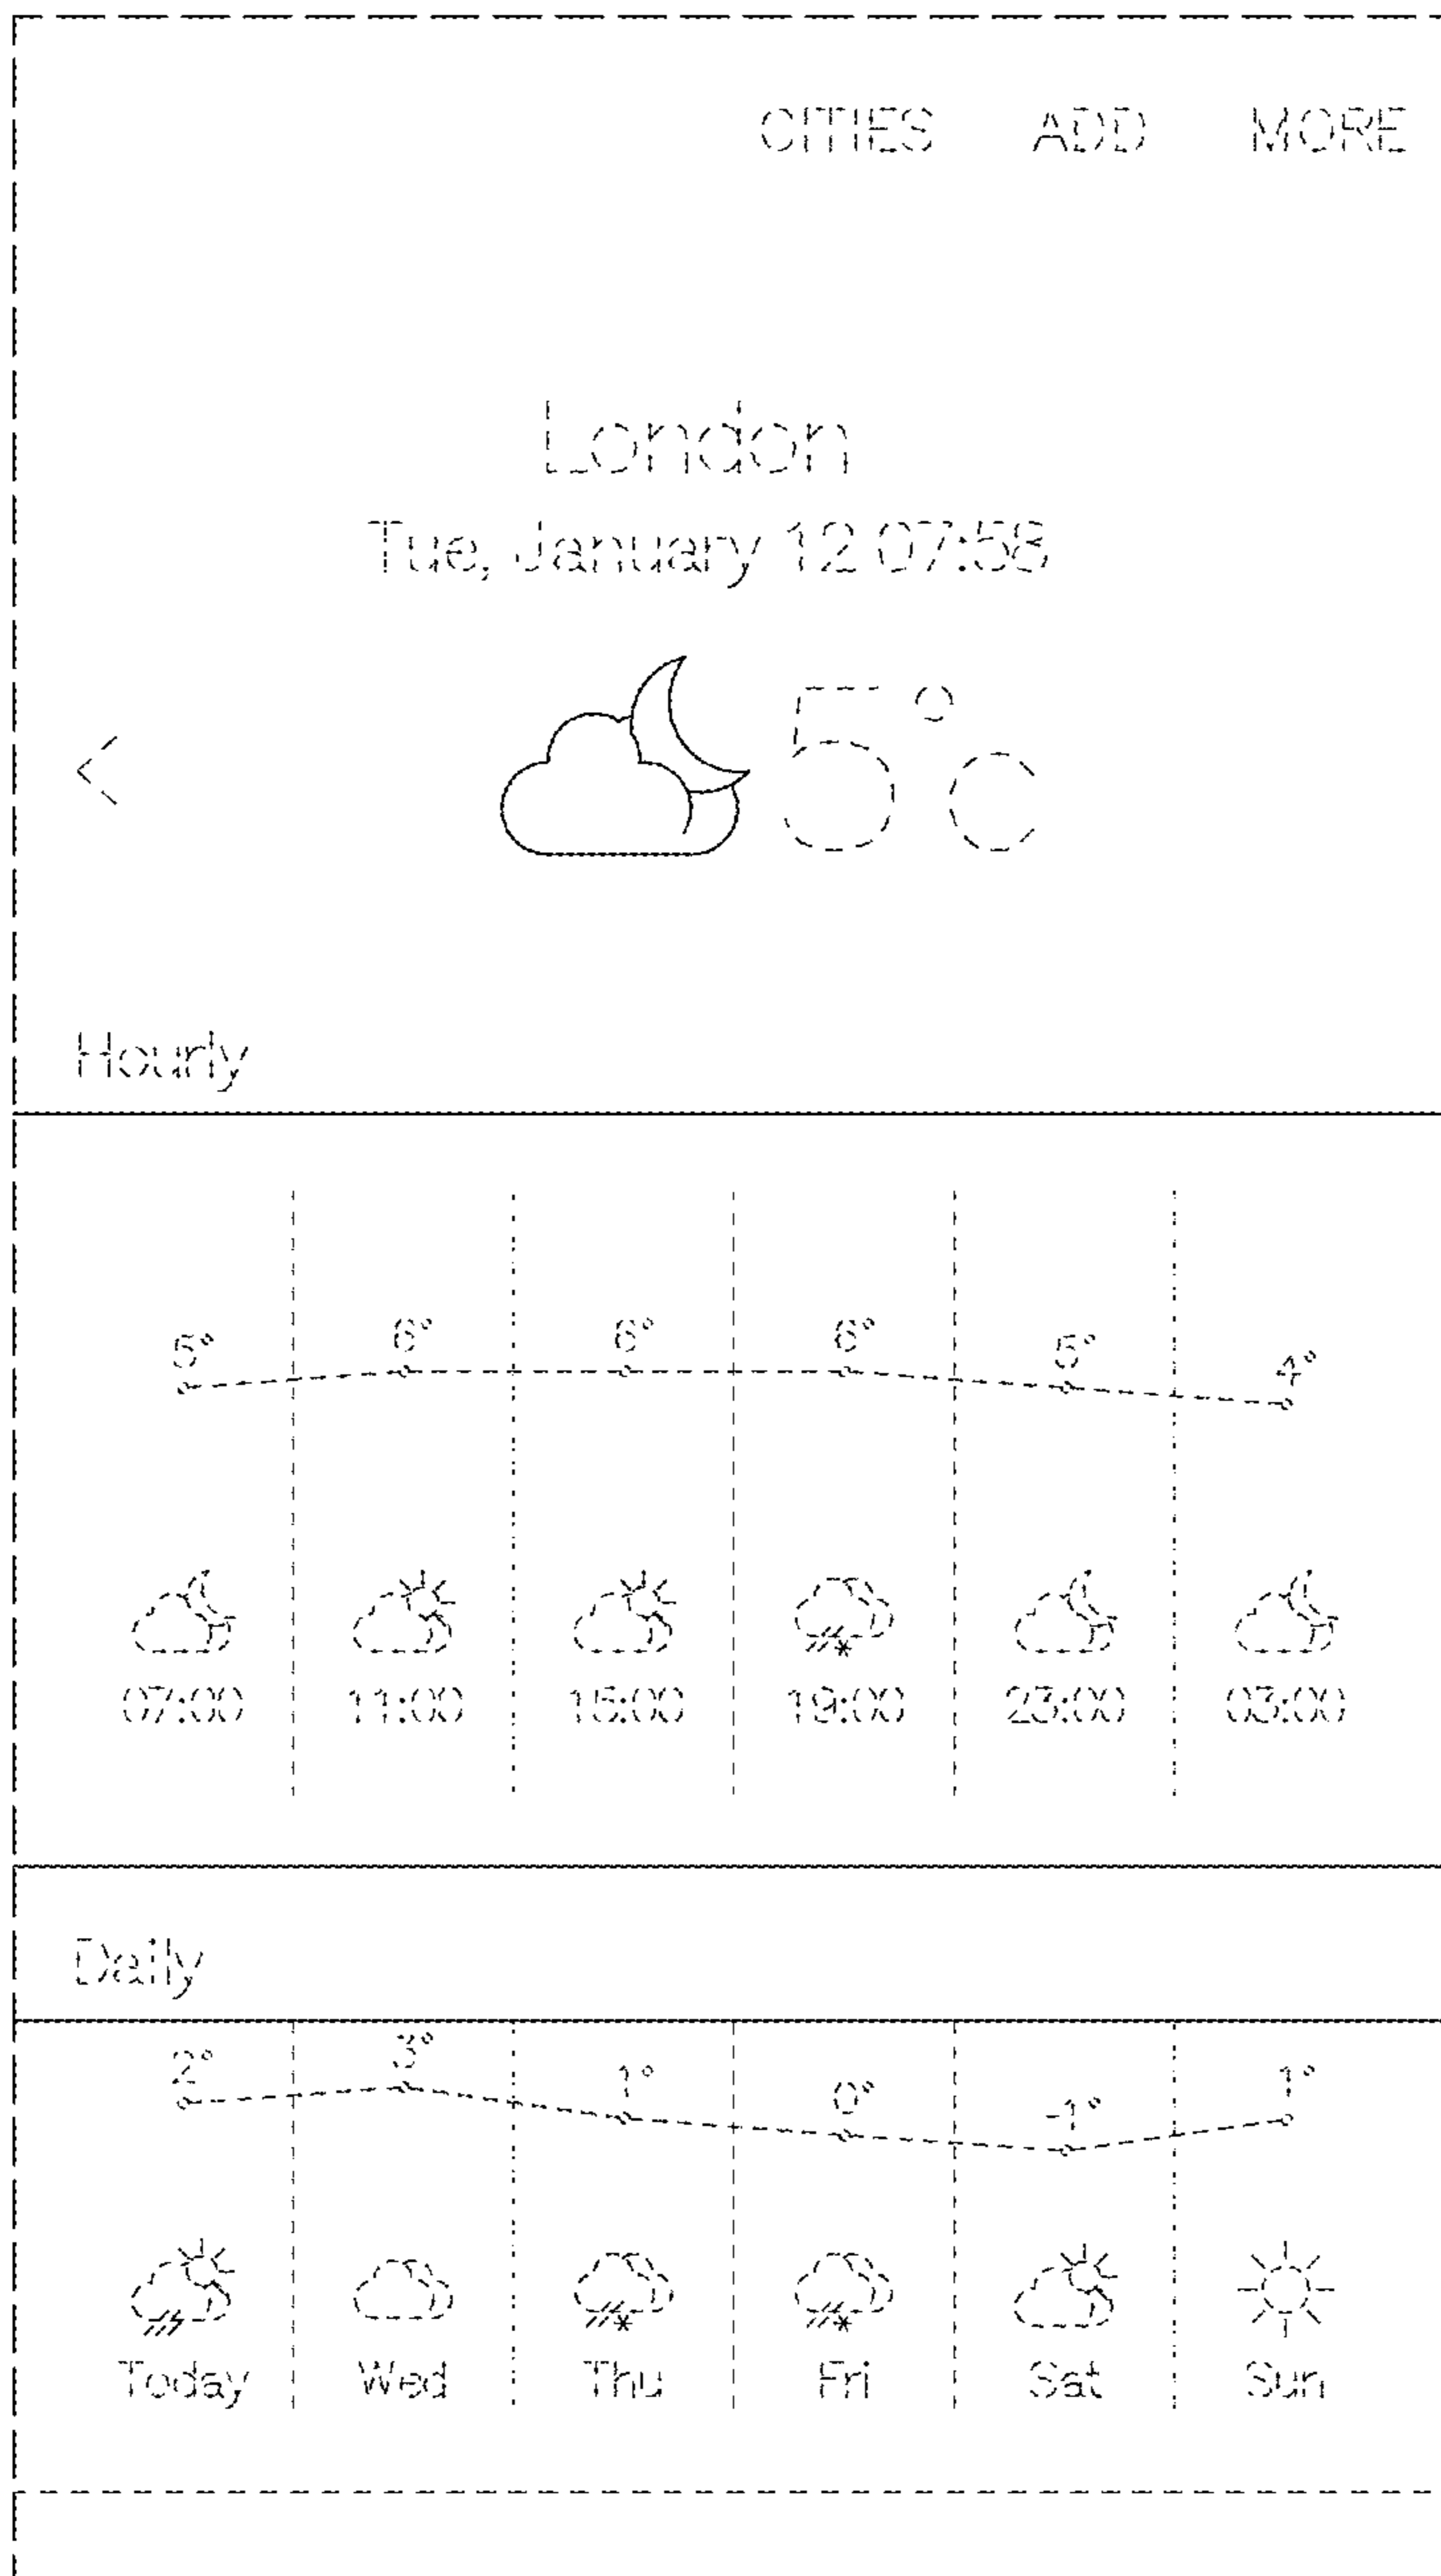 CITIES ADD MORE
London
Tue, January 12 07:58
5°c
Hourly
5° 6° 6° 6° 5° 4°
07:00 11:00 15:00 19:00 23:00 03:00
Daily
2° 3° 1° 0° -1° 1°
Today Wed Thu Fri Sat Sun